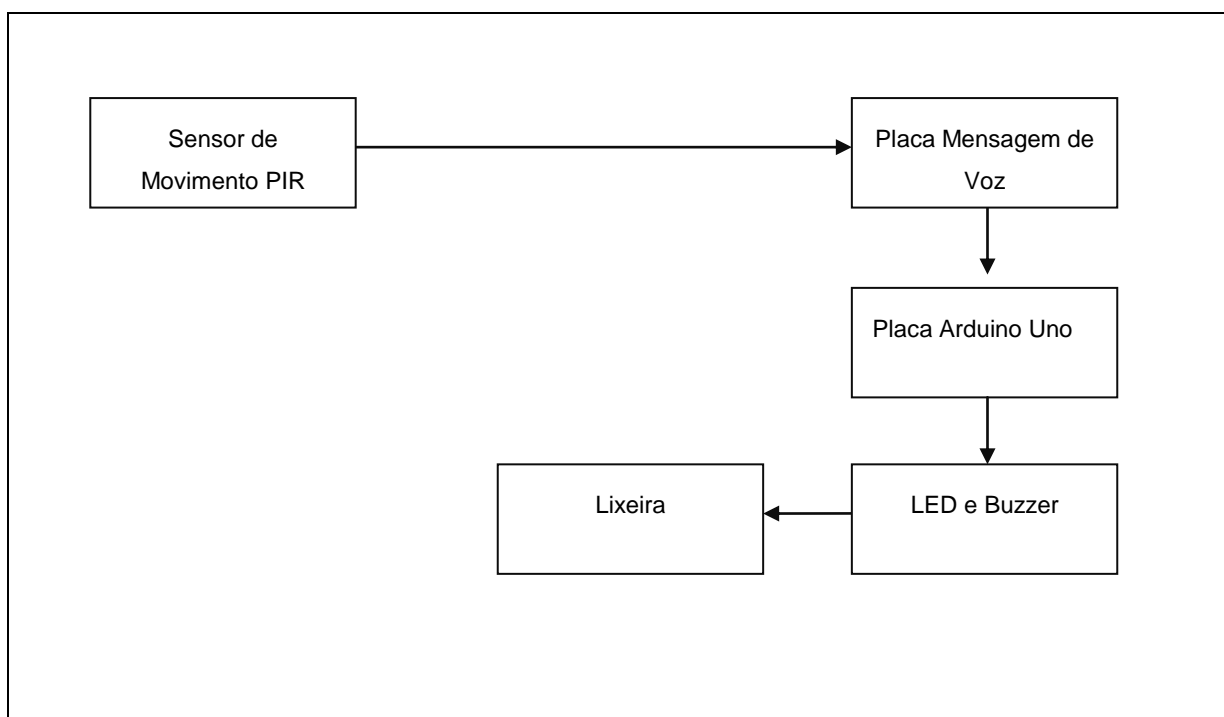 Sensor de
Movimento PIR
Placa Mensagem de
Voz
Placa Arduino Uno
Lixeira
LED e Buzzer